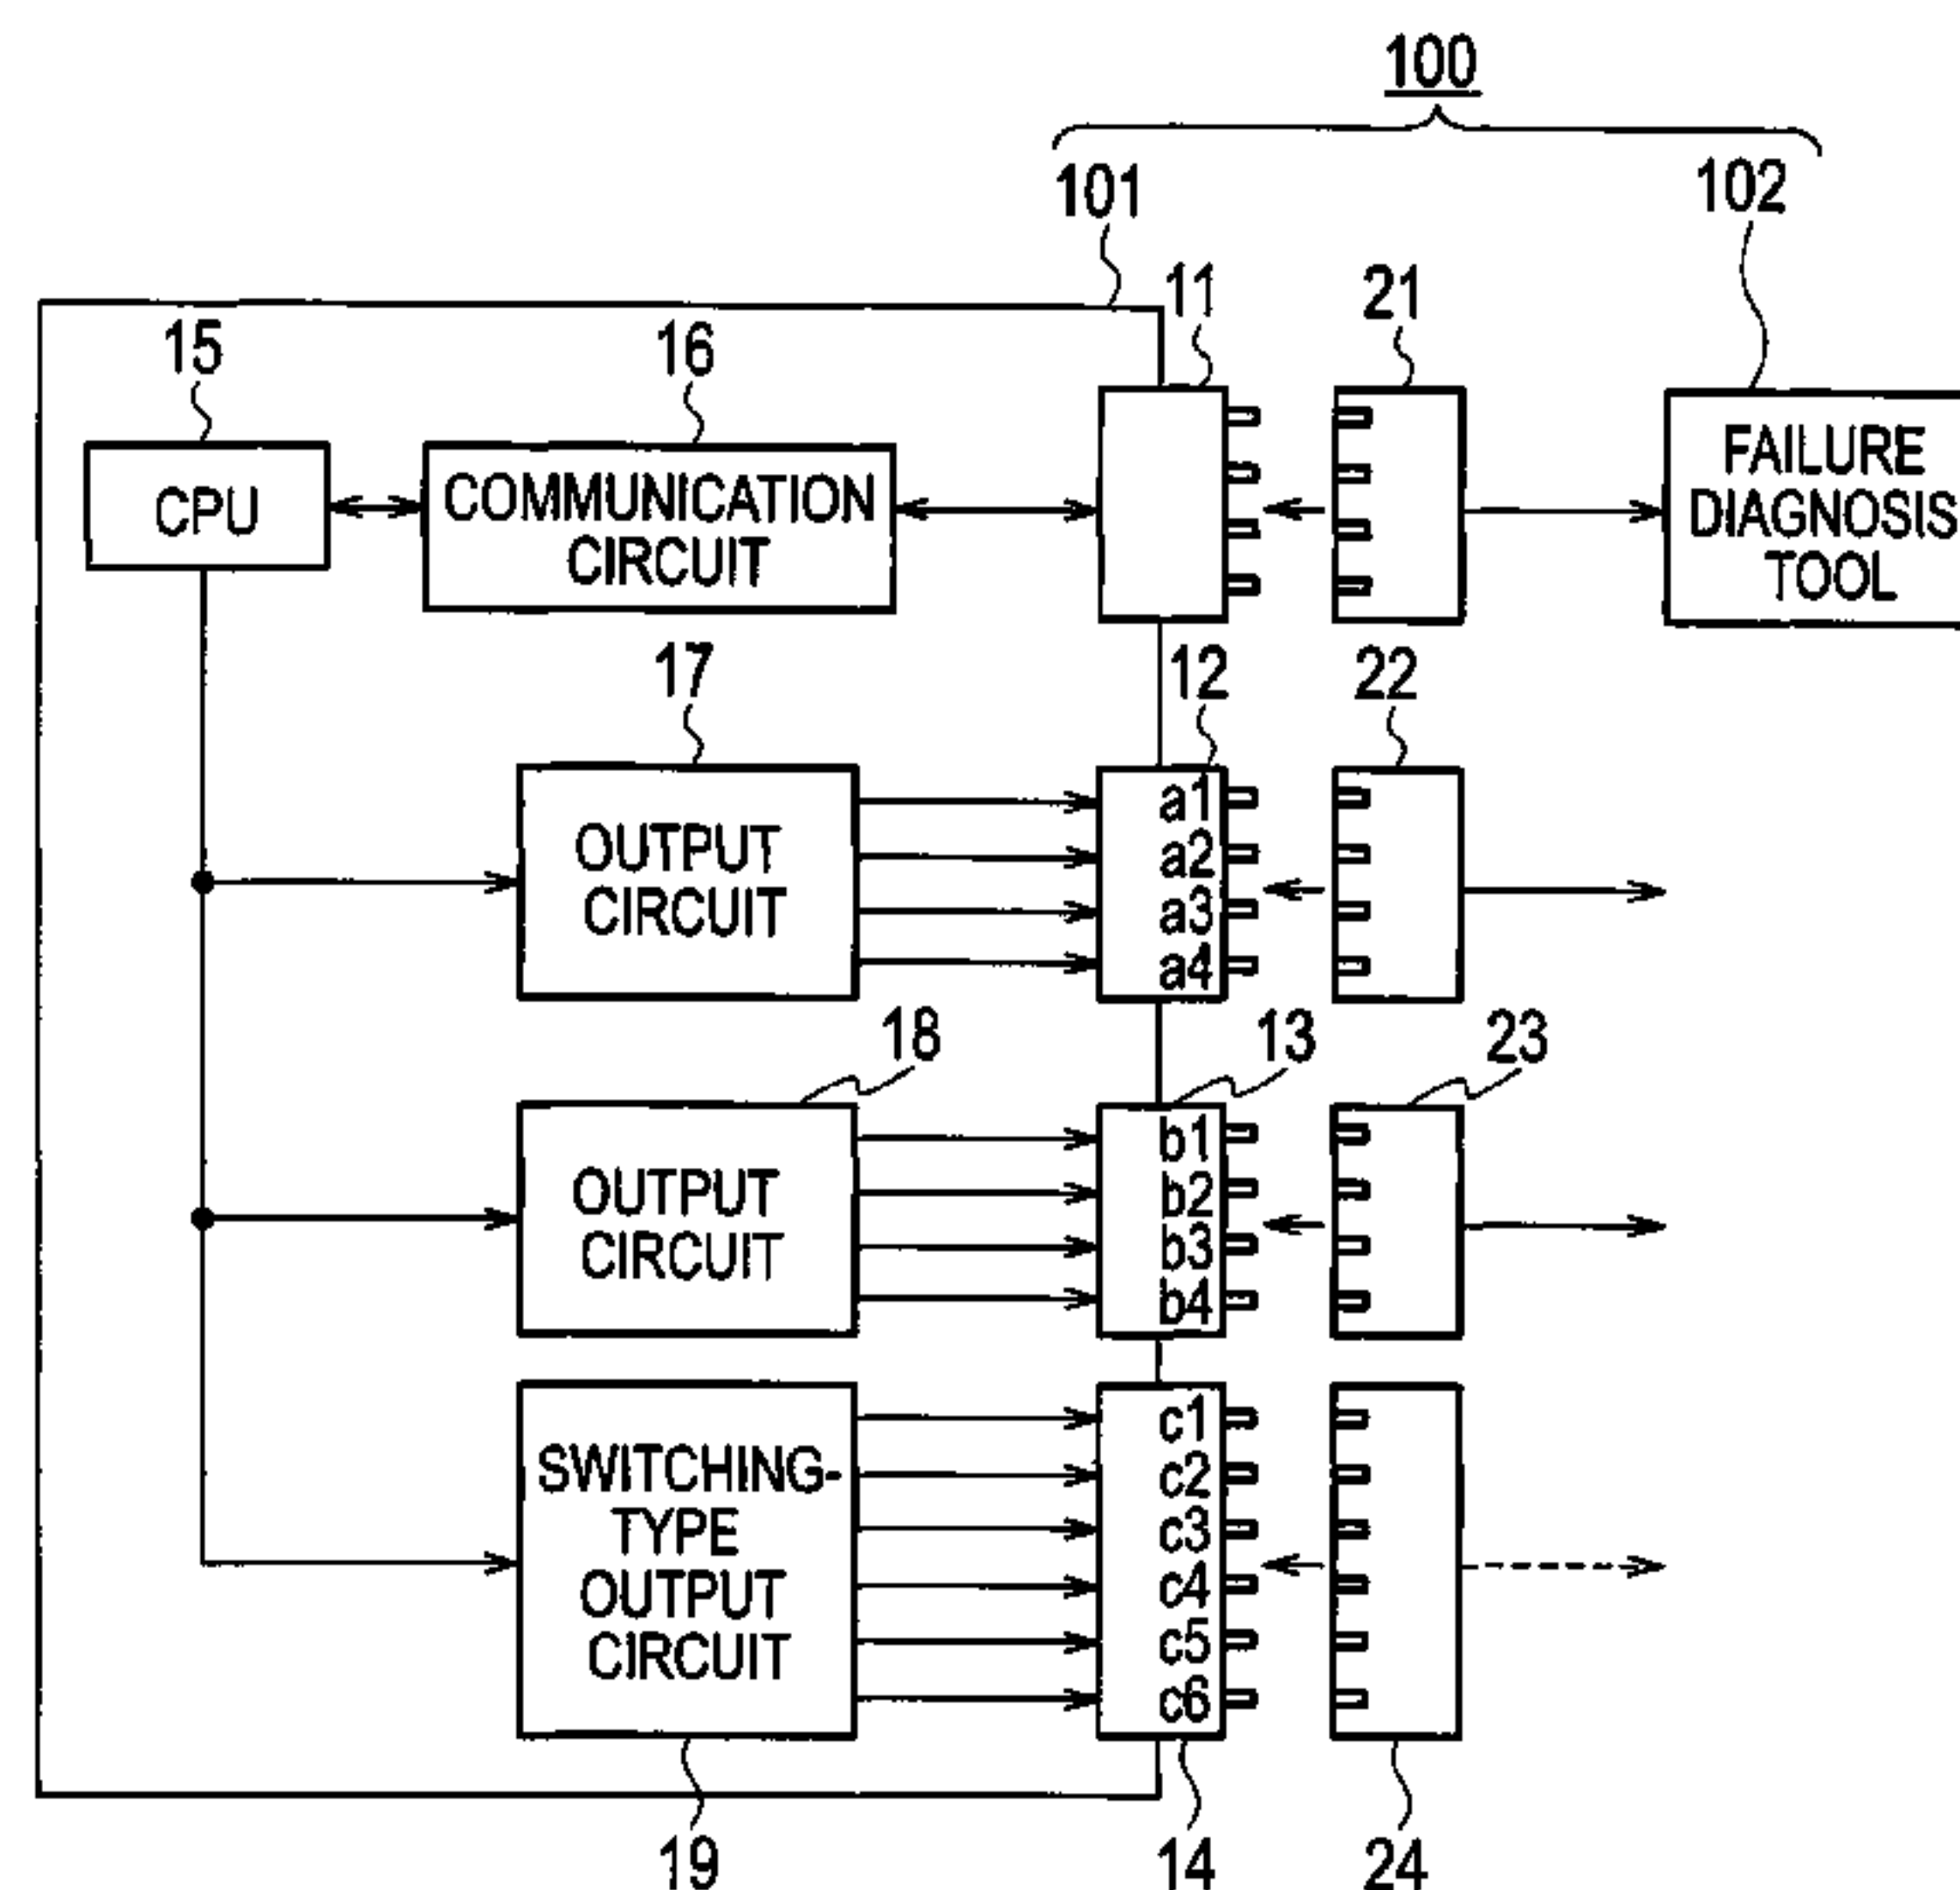 100
101
102
11
21
15
16
CPU
COMMUNICATION
CIRCUIT
FAILURE
DIAGNOSIS
TOOL
17
12
22
OUTPUT
CIRCUIT
a1
a2
a3
a4
18
13
23
OUTPUT
CIRCUIT
b1
b2
b3
b4
SWITCHING-
TYPE
OUTPUT
CIRCUIT
c1
c2
c3
c4
c5
c6
19
14
24